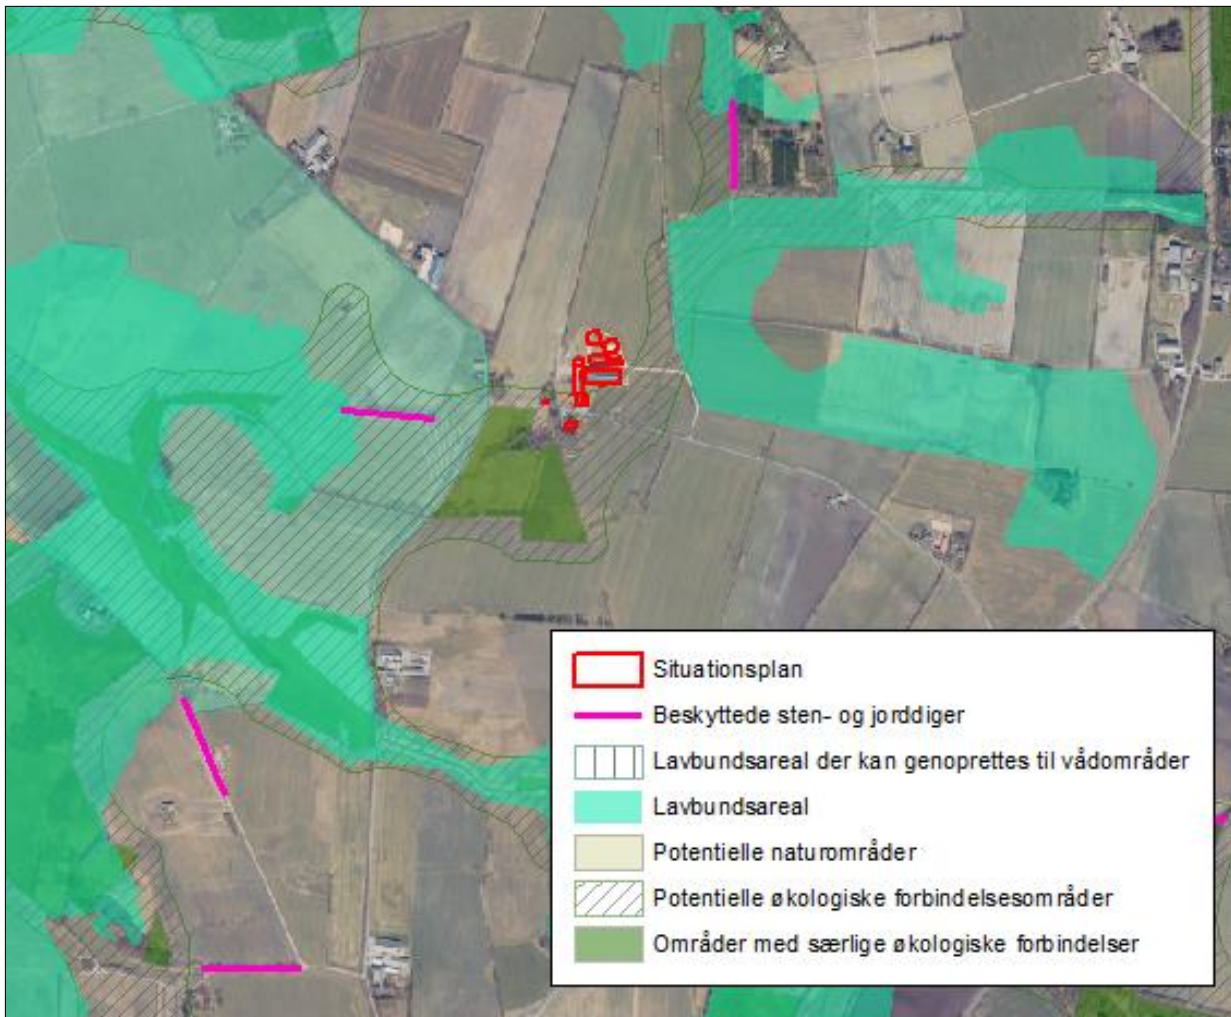 Situationsplan
Beskyttede sten- og jorddiger
Lavbundsareal der kan genoprettes til vådområder
Lavbundsareal
Potentielle naturområder
Potentielle økologiske forbindelsesområder
Områder med særlige økologiske forbindelser